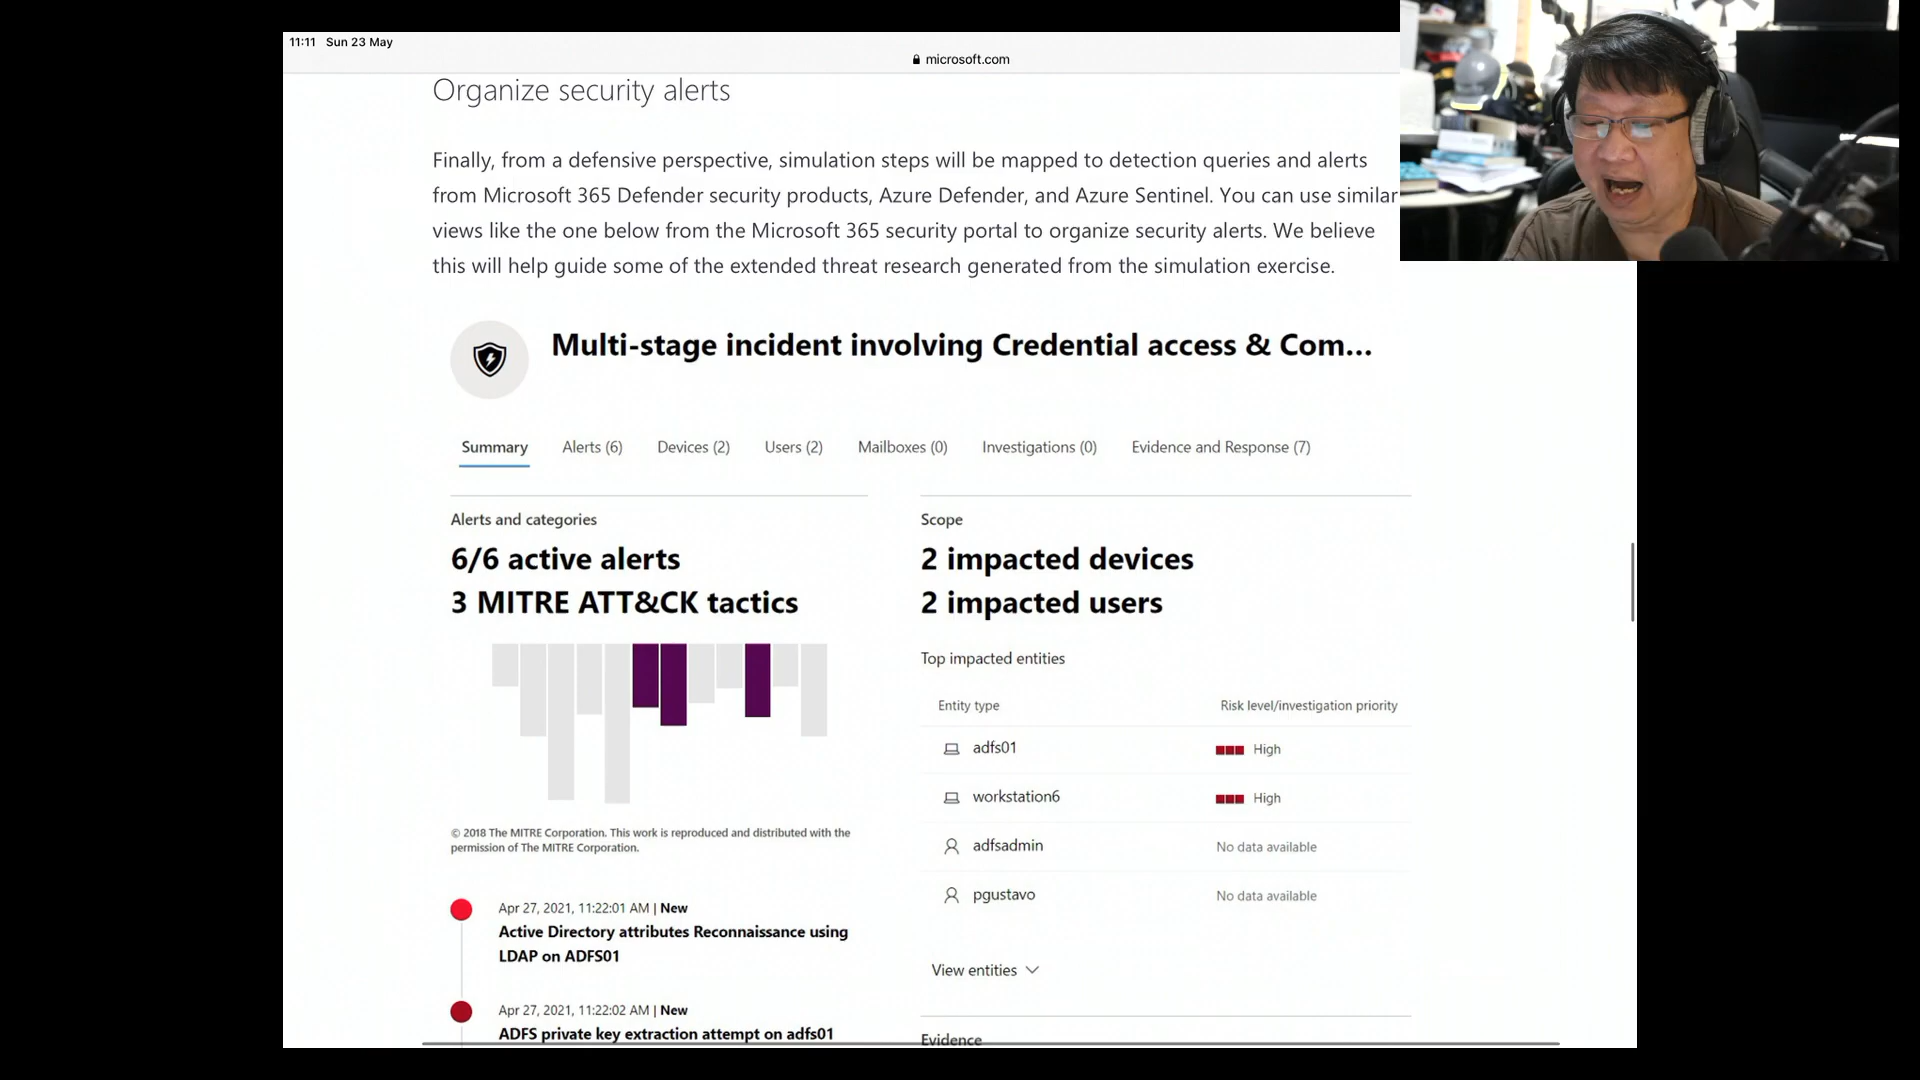 11:11 Sun 23 May
microsoft.com
Organize security alerts
Finally, from a defensive perspective, simulation steps will be mapped to detection queries and alerts
from Microsoft 365 Defender security products, Azure Defender, and Azure Sentinel. You can use similar
views like the one below from the Microsoft 365 security portal to organize security alerts. We believe
this will help guide some of the extended threat research generated from the simulation exercise.
Multi-stage incident involving Credential access & Com...
Summary Alerts (6) Devices (2) Users (2) Mailboxes (0) Investigations (0) Evidence and Response (7)
Alerts and categories
6/6 active alerts
3 MITRE ATT&CK tactics
© 2018 The MITRE Corporation. This work is reproduced and distributed with the
permission of The MITRE Corporation.
Apr 27, 2021, 11:22:01 AM | New
Active Directory attributes Reconnaissance using
LDAP on ADFS01
Apr 27, 2021, 11:22:02 AM | New
ADFS private key extraction attempt on adfs01
Scope
2 impacted devices
2 impacted users
Top impacted entities
Entity type Risk level/investigation priority
adfs01 High
workstation6 High
adfsadmin No data available
pgustavo No data available
View entities
Evidence